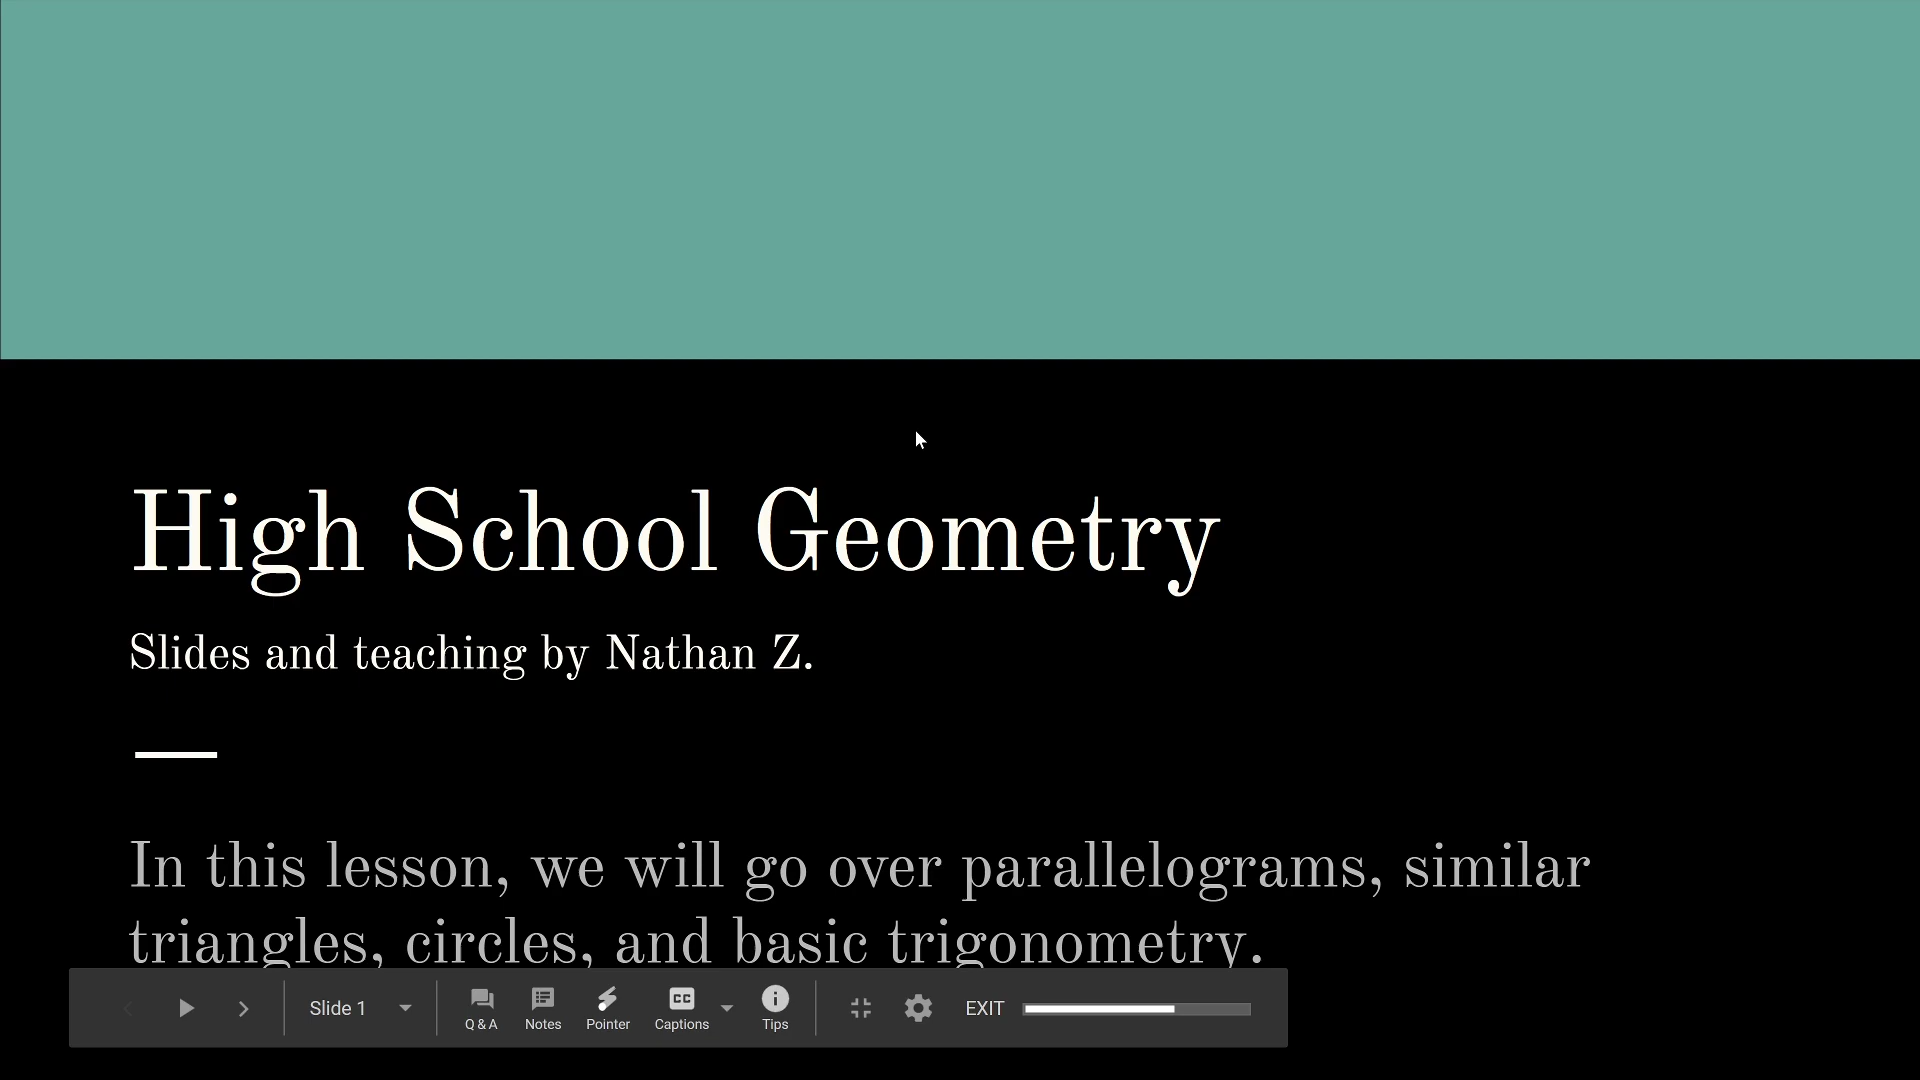 High School Geometry
Slides and teaching by Nathan Z.
In this lesson, we will go over parallelograms, similar
triangles, circles, and basic trigonometry.
Slide 1
Q & A
Notes
Pointer
CC
Captions
Tips
EXIT